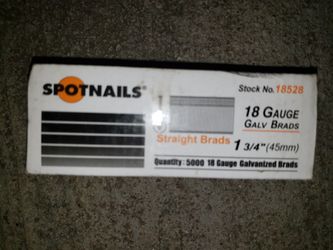 SPOTNAILS®
Stock No. 18528
18 GAUGE
GALV BRADS
Straight Brads
1 3/4" (45mm)
Quantity: 5000 18 Gauge Galvanized Brads